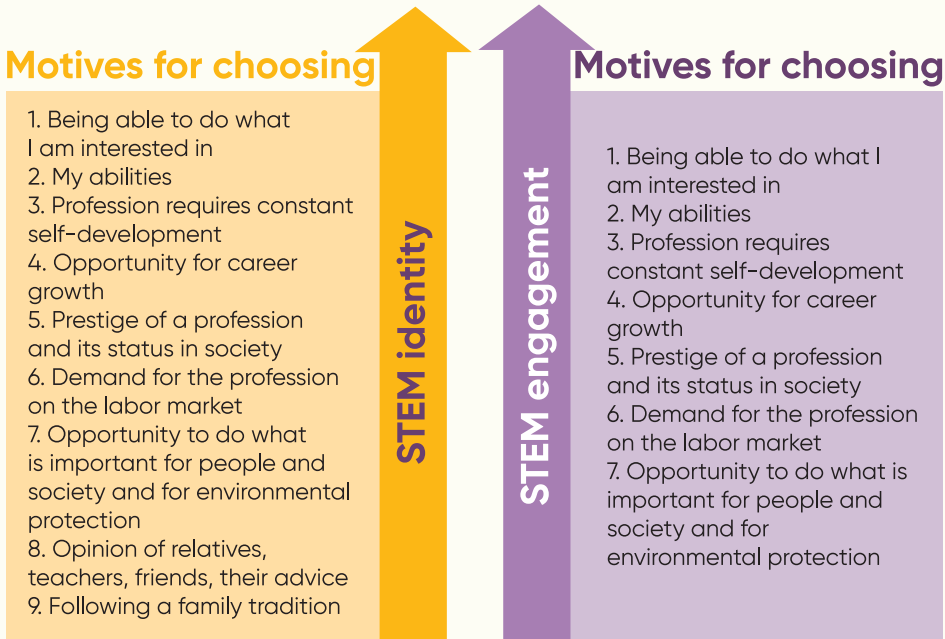 Motives for choosing
1. Being able to do what
I am interested in
2. My abilities
3. Profession requires constant
self-development
4. Opportunity for career
growth
5. Prestige of a profession
and its status in society
6. Demand for the profession
on the labor market
7. Opportunity to do what
is important for people and
society and for environmental
protection
8. Opinion of relatives,
teachers, friends, their advice
9. Following a family tradition
STEM identity
STEM engagement
Motives for choosing
1. Being able to do what I
am interested in
2. My abilities
3. Profession requires
constant self-development
4. Opportunity for career
growth
5. Prestige of a profession
and its status in society
6. Demand for the profession
on the labor market
7. Opportunity to do what is
important for people and
society and for
environmental protection